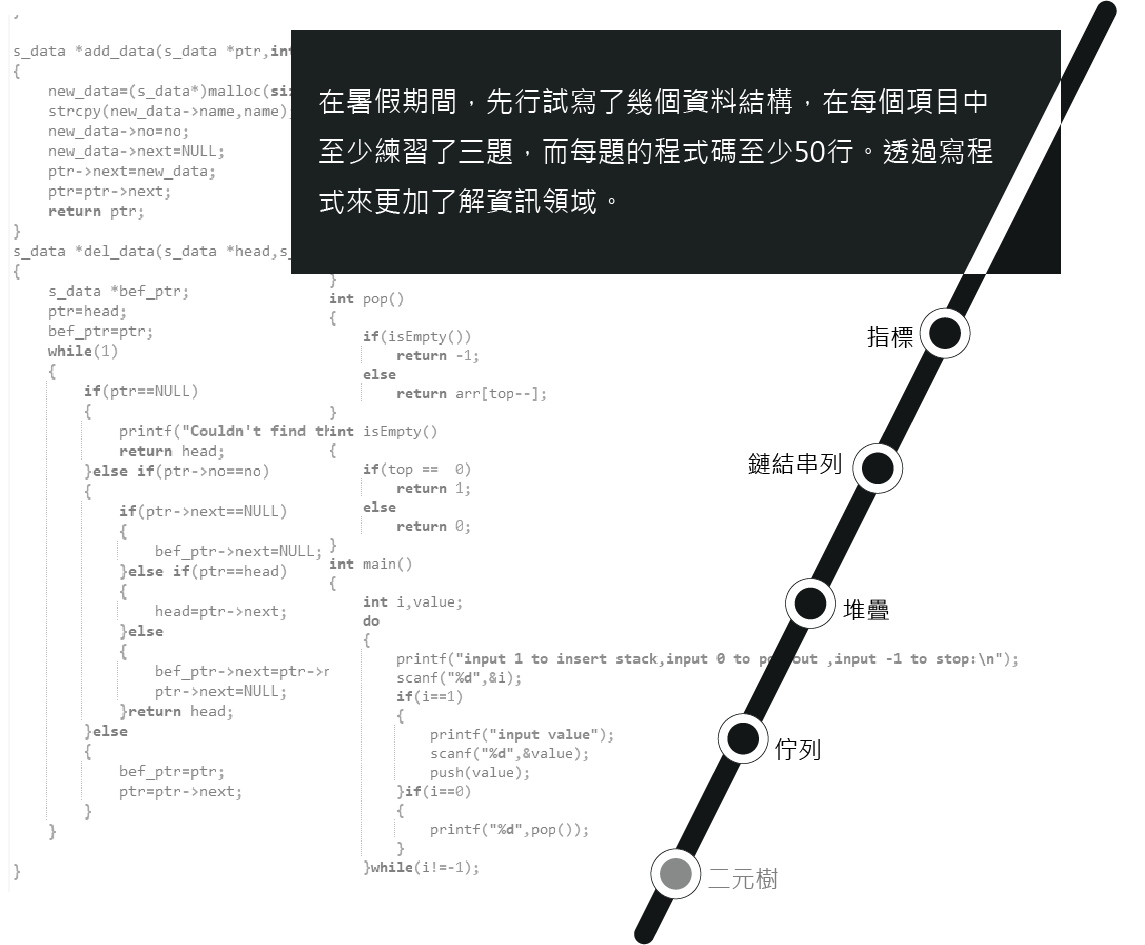 s_data *add_data(s_data *ptr,int
{
new_data=(s_data*)malloc(si
strcpy(new_data->name,name)
new_data->no=no;
new_data->next=NULL;
ptr->next=new_data;
ptr=ptr->next;
return ptr;
}
s_data *del_data(s_data *head,s_
{
s_data *bef_ptr;
ptr=head;
bef_ptr=ptr;
while(1)
{
if(ptr==NULL)
{
printf("Couldn't find th
return head;
}else if(ptr->no==no)
{
if(ptr->next==NULL)
{
bef_ptr->next=NULL;
}else if(ptr==head)
{
head=ptr->next;
}else
{
bef_ptr->next=ptr->n
ptr->next=NULL;
}return head;
}else
{
bef_ptr=ptr;
ptr=ptr->next;
}
}
}
在暑假期間，先行試寫了幾個資料結構，在每個項目中
至少練習了三題，而每題的程式碼至少50行。透過寫程
式來更加了解資訊領域。
}
int pop()
{
if(isEmpty())
return -1;
else
return arr[top--];
}
int isEmpty()
{
if(top ==  0)
return 1;
else
return 0;
}
int main()
{
int i,value;
do
{
printf("input 1 to insert stack,input 0 to pop out ,input -1 to stop:\n");
scanf("%d",&i);
if(i==1)
{
printf("input value");
scanf("%d",&value);
push(value);
}if(i==0)
{
printf("%d",pop());
}
}while(i!=-1);
指標
鏈結串列
堆疊
佇列
二元樹